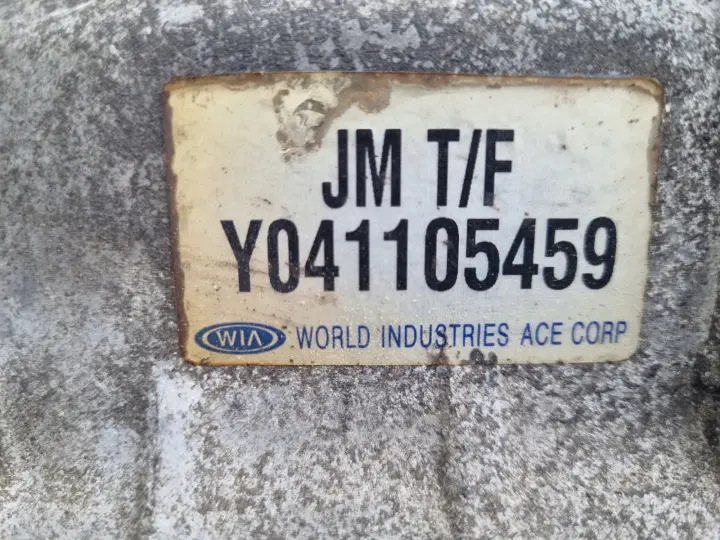 JM T/F
Y041105459
WIA WORLD INDUSTRIES ACE CORP